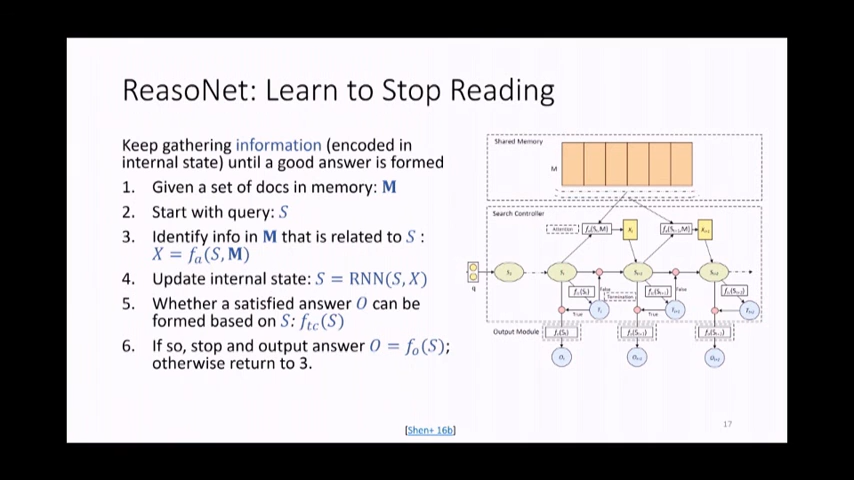 ReasoNet: Learn to Stop Reading
Keep gathering information (encoded in
internal state) until a good answer is formed
1. Given a set of docs in memory: M
2. Start with query: S
3. Identify info in M that is related to S :
X = fa(S, M)
4. Update internal state: S = RNN(S, X)
5. Whether a satisfied answer O can be
formed based on S: ftc(S)
6. If so, stop and output answer O = fo(S);
otherwise return to 3.
Shared Memory
M
Search Controller
Attention
q
Termination
False
False
True
True
Output Module
[Shen+ 16b]
17